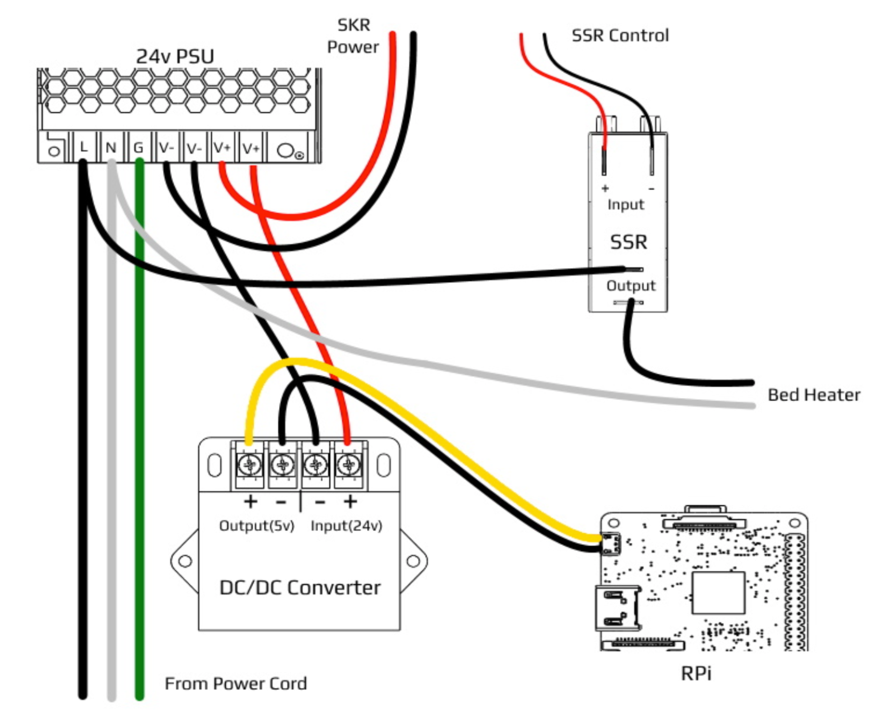 SKR
Power
SSR Control
24v PSU
L N G V- V- V+ V+
+ -
Input
SSR
Output
Bed Heater
+ - | - +
Output(5v) Input(24v)
DC/DC Converter
RPi
From Power Cord